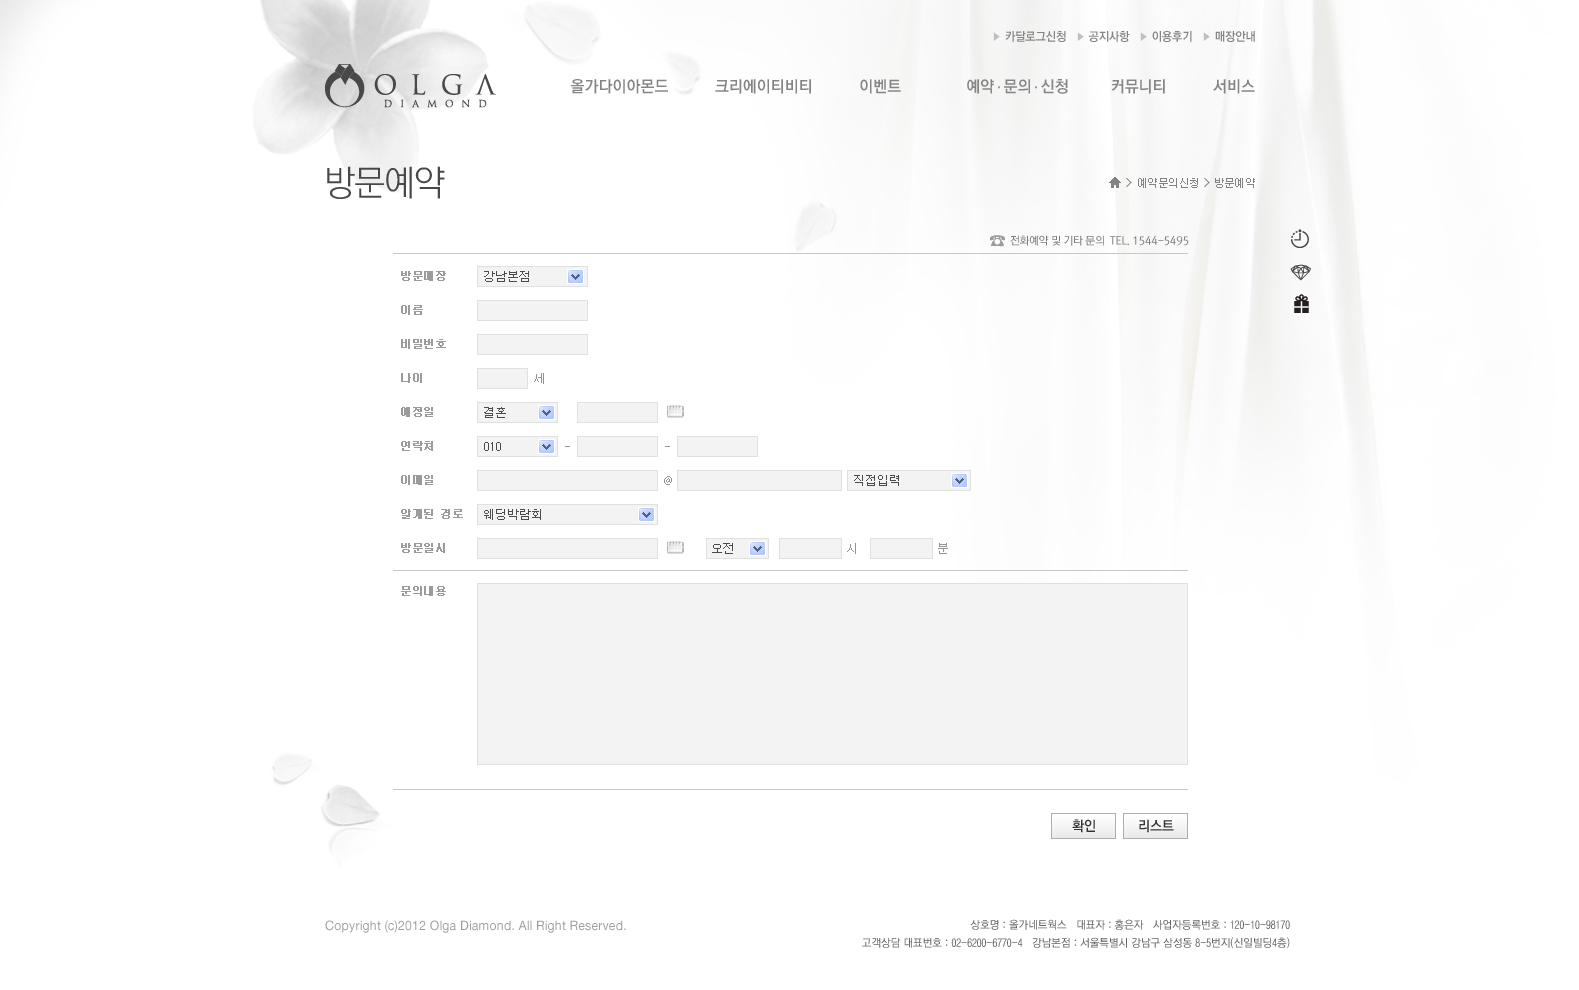 카달로그신청 공지사항 이용후기 매장안내
OLGA
DIAMOND
올가다이아몬드 크리에이티비티 이벤트 예약 · 문의 · 신청 커뮤니티 서비스
방문예약
> 예약문의신청 > 방문예약
전화예약 및 기타 문의 TEL. 1544-5495
방문매장 강남본점
이름
비밀번호
나이 세
예정일 결혼
연락처 010 - -
이메일 @ 직접입력
알게된 경로 웨딩박람회
방문일시 오전 시 분
문의내용
확인 리스트
Copyright (c)2012 Olga Diamond. All Right Reserved.
상호명 : 올가네트웍스 대표자 : 홍은자 사업자등록번호 : 120-10-98170
고객상담 대표번호 : 02-6200-6770-4 강남본점 : 서울특별시 강남구 삼성동 8-5번지(신일빌딩4층)